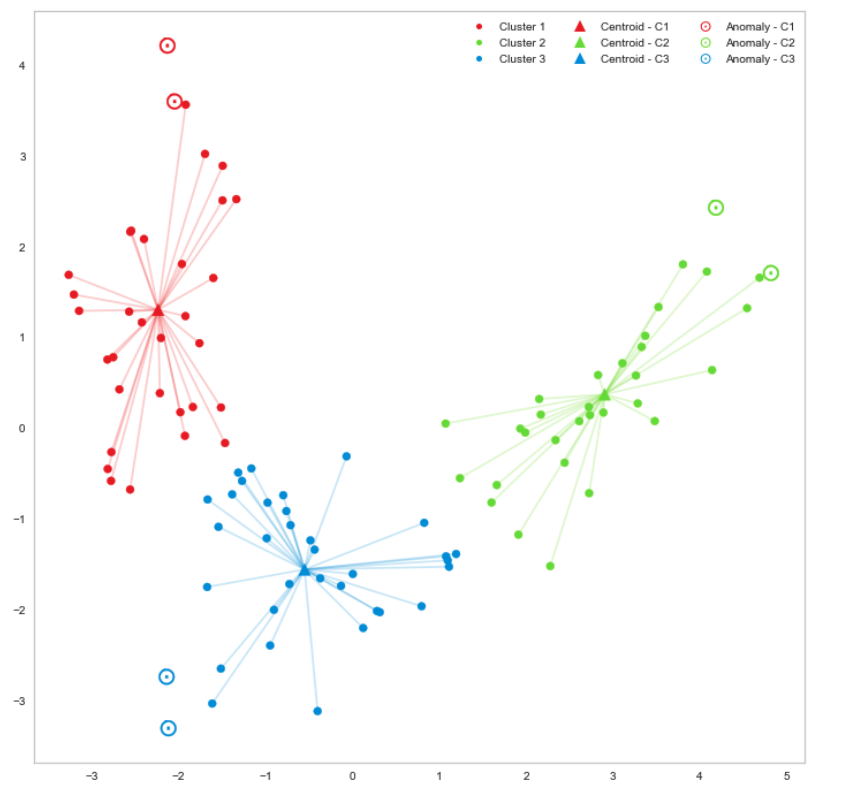 Cluster 1 Centroid - C1 Anomaly - C1
Cluster 2 Centroid - C2 Anomaly - C2
Cluster 3 Centroid - C3 Anomaly - C3
4
3
2
1
0
−1
−2
−3
−3 −2 −1 0 1 2 3 4 5